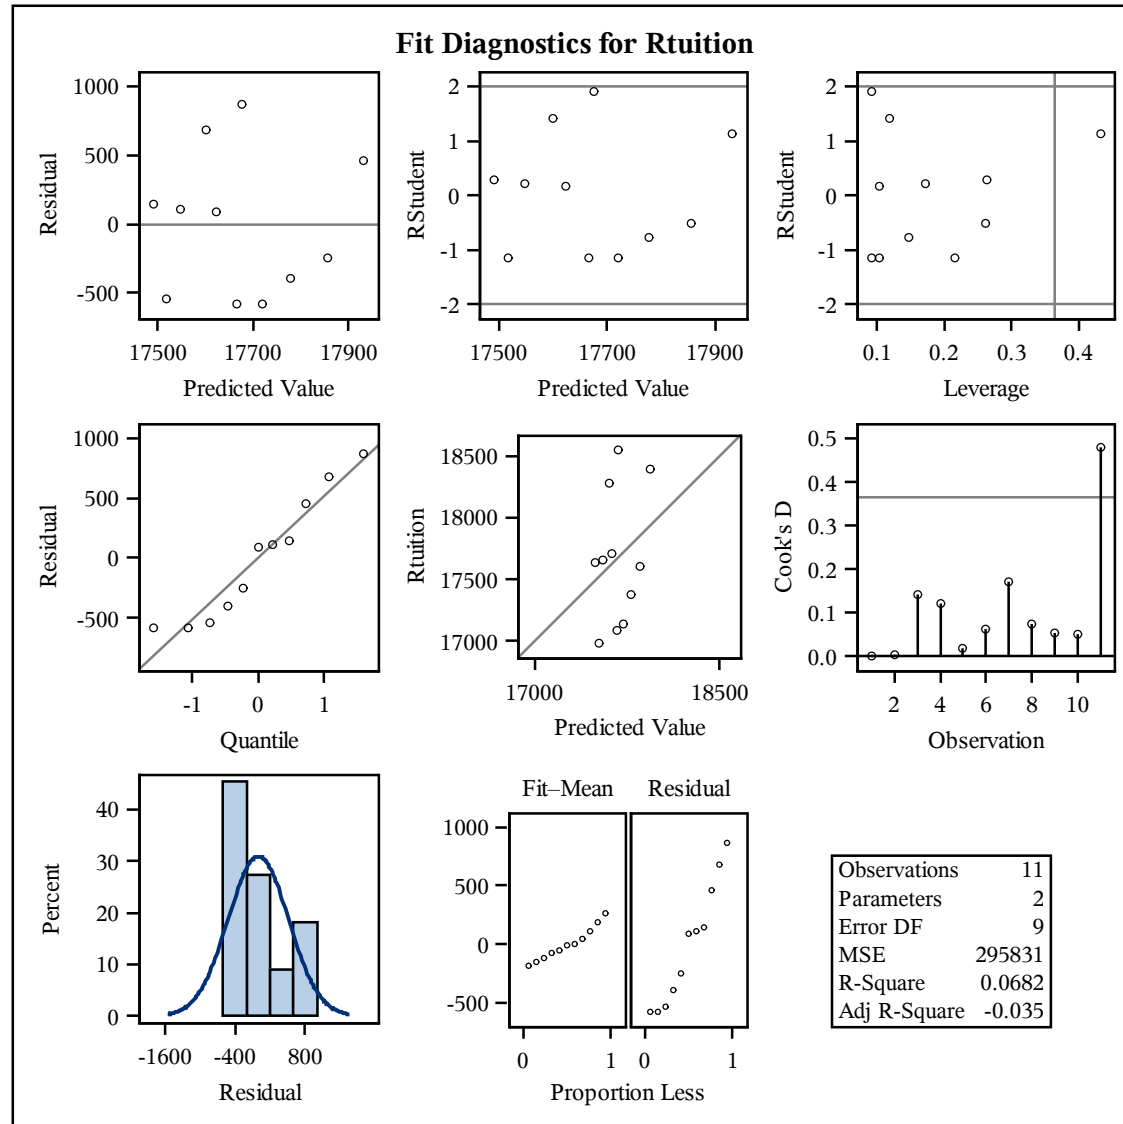 Fit Diagnostics for Rtuition
1000
500
0
-500
Residual
17500 17700 17900
Predicted Value
2
1
0
-1
-2
RStudent
17500 17700 17900
Predicted Value
2
1
0
-1
-2
RStudent
0.1 0.2 0.3 0.4
Leverage
1000
500
0
-500
Residual
-1 0 1
Quantile
18500
18000
17500
17000
Rtuition
17000 18500
Predicted Value
0.5
0.4
0.3
0.2
0.1
0.0
Cook's D
2 4 6 8 10
Observation
40
30
20
10
0
Percent
-1600 -400 800
Residual
Fit–Mean Residual
1000
500
0
-500
0 1 0 1
Proportion Less
Observations 11
Parameters 2
Error DF 9
MSE 295831
R-Square 0.0682
Adj R-Square -0.035